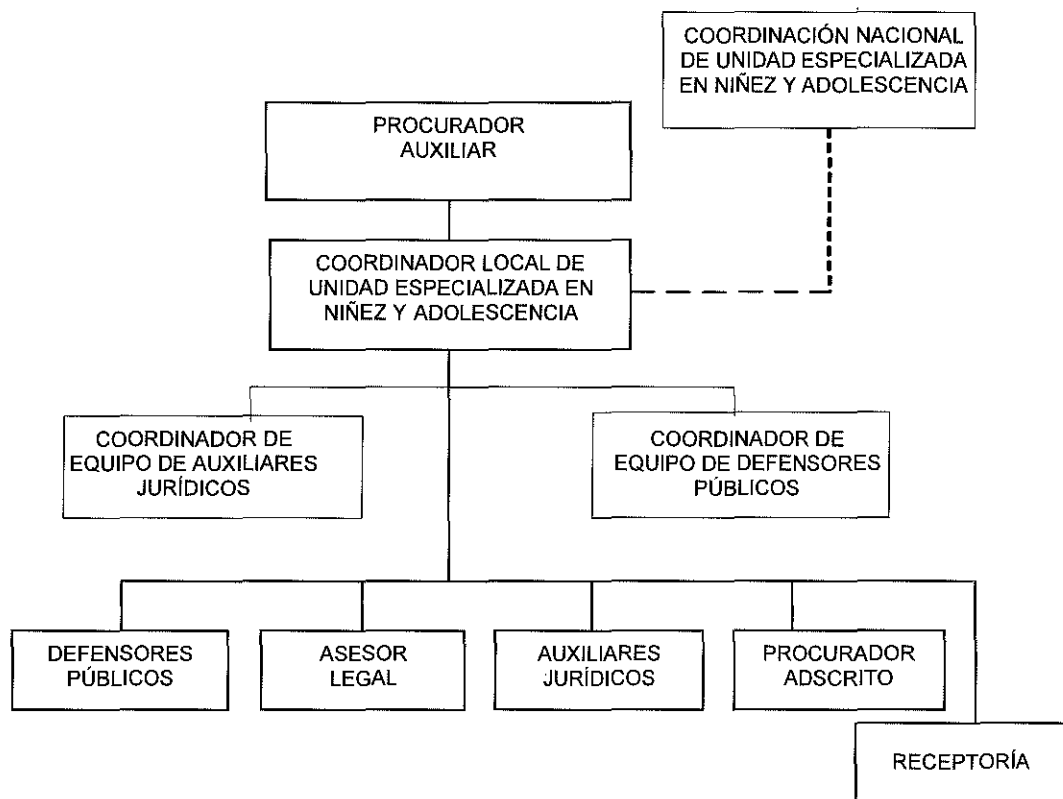 COORDINACIÓN NACIONAL
DE UNIDAD ESPECIALIZADA
EN NIÑEZ Y ADOLESCENCIA
PROCURADOR
AUXILIAR
COORDINADOR LOCAL DE
UNIDAD ESPECIALIZADA EN
NIÑEZ Y ADOLESCENCIA
COORDINADOR DE
EQUIPO DE AUXILIARES
JURÍDICOS
COORDINADOR DE
EQUIPO DE DEFENSORES
PÚBLICOS
DEFENSORES
PÚBLICOS
ASESOR
LEGAL
AUXILIARES
JURÍDICOS
PROCURADOR
ADSCRITO
RECEPTORÍA